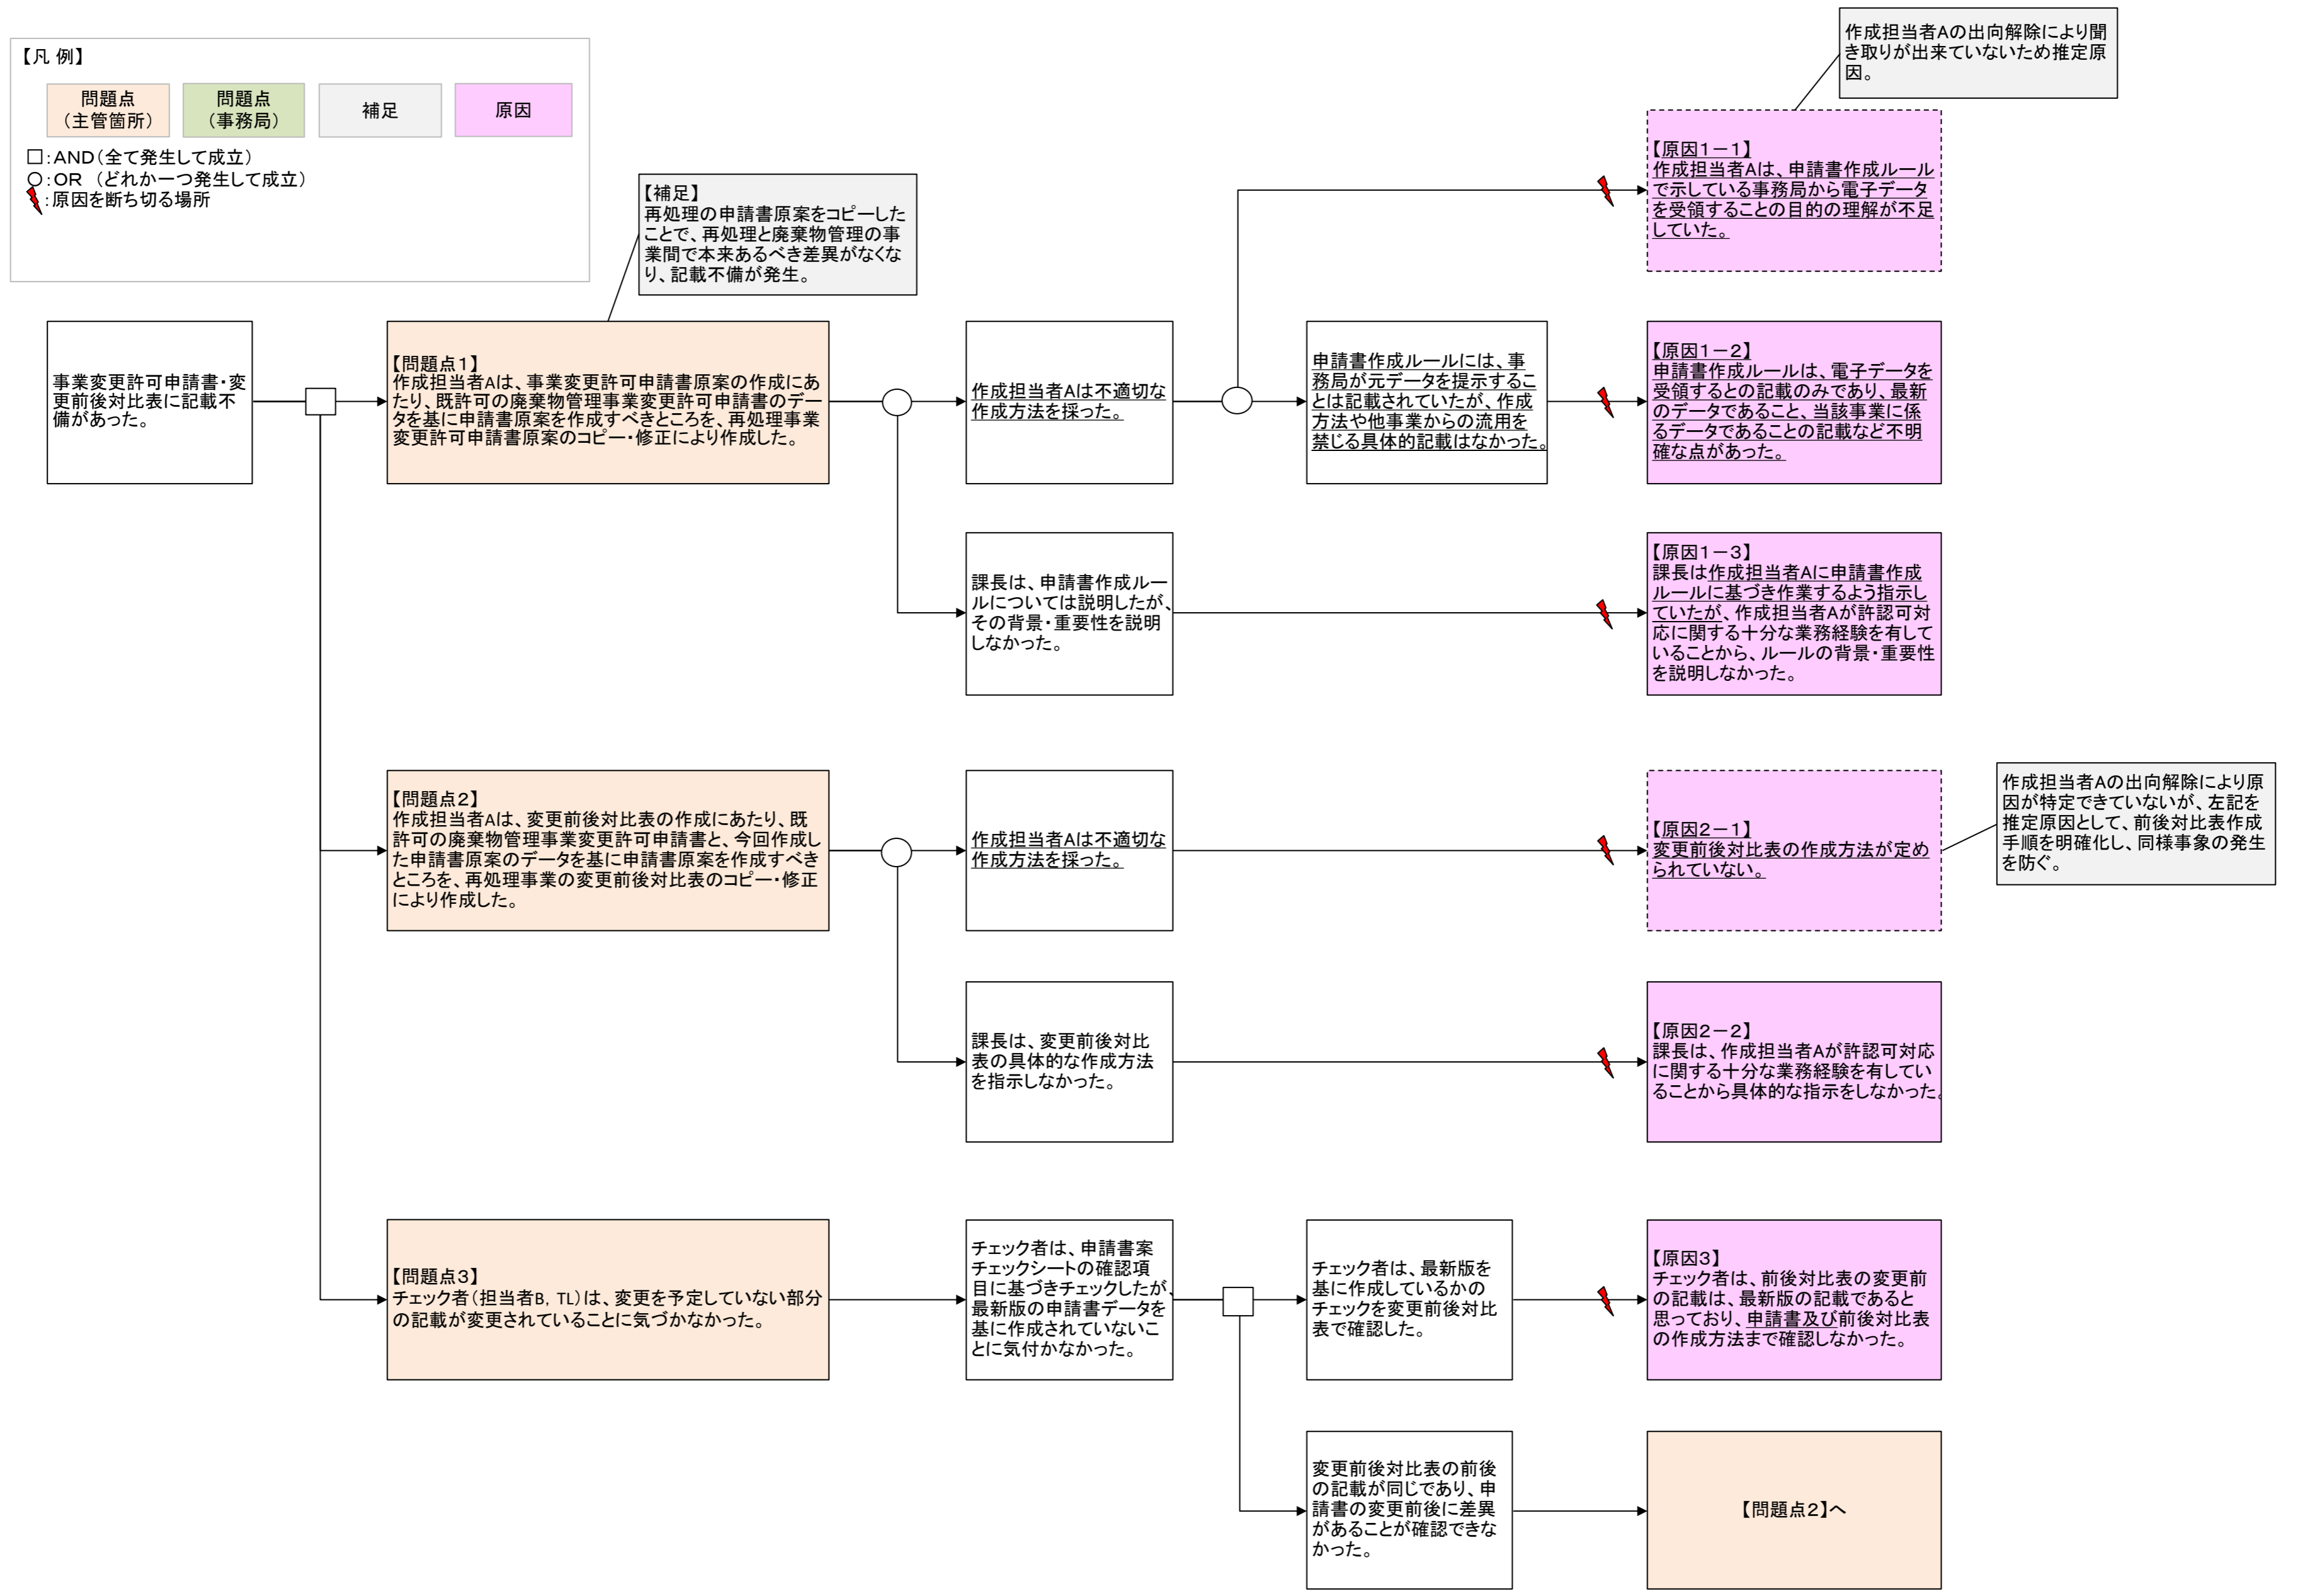 【凡 例】
問題点
（主管箇所）
問題点
（事務局）
補足
原因
□：AND（全て発生して成立）
○：OR （どれか一つ発生して成立）
：原因を断ち切る場所
作成担当者Aの出向解除により聞
き取りが出来ていないため推定原
因。
【補足】
再処理の申請書原案をコピーした
ことで、再処理と廃棄物管理の事
業間で本来あるべき差異がなくな
り、記載不備が発生。
【原因１－１】
作成担当者Aは、申請書作成ルール
で示している事務局から電子データ
を受領することの目的の理解が不足
していた。
事業変更許可申請書・変
更前後対比表に記載不
備があった。
【問題点１】
作成担当者Aは、事業変更許可申請書原案の作成にあ
たり、既許可の廃棄物管理事業変更許可申請書のデー
タを基に申請書原案を作成すべきところを、再処理事業
変更許可申請書原案のコピー・修正により作成した。
作成担当者Aは不適切な
作成方法を採った。
申請書作成ルールには、事
務局が元データを提示するこ
とは記載されていたが、作成
方法や他事業からの流用を
禁じる具体的記載はなかった。
【原因１－２】
申請書作成ルールは、電子データを
受領するとの記載のみであり、最新
のデータであること、当該事業に係
るデータであることの記載など不明
確な点があった。
課長は、申請書作成ルー
ルについては説明したが、
その背景・重要性を説明
しなかった。
【原因１－３】
課長は作成担当者Aに申請書作成
ルールに基づき作業するよう指示し
ていたが、作成担当者Aが許認可対
応に関する十分な業務経験を有して
いることから、ルールの背景・重要性
を説明しなかった。
【問題点２】
作成担当者Aは、変更前後対比表の作成にあたり、既
許可の廃棄物管理事業変更許可申請書と、今回作成し
た申請書原案のデータを基に申請書原案を作成すべき
ところを、再処理事業の変更前後対比表のコピー・修正
により作成した。
作成担当者Aは不適切な
作成方法を採った。
【原因２－１】
変更前後対比表の作成方法が定め
られていない。
作成担当者Aの出向解除により原
因が特定できていないが、左記を
推定原因として、前後対比表作成
手順を明確化し、同様事象の発生
を防ぐ。
課長は、変更前後対比
表の具体的な作成方法
を指示しなかった。
【原因２－２】
課長は、作成担当者Aが許認可対応
に関する十分な業務経験を有してい
ることから具体的な指示をしなかった。
【問題点３】
チェック者（担当者B，TL）は、変更を予定していない部分
の記載が変更されていることに気づかなかった。
チェック者は、申請書案
チェックシートの確認項
目に基づきチェックしたが、
最新版の申請書データを
基に作成されていないこ
とに気付かなかった。
チェック者は、最新版を
基に作成しているかの
チェックを変更前後対比
表で確認した。
【原因３】
チェック者は、前後対比表の変更前
の記載は、最新版の記載であると
思っており、申請書及び前後対比表
の作成方法まで確認しなかった。
変更前後対比表の前後
の記載が同じであり、申
請書の変更前後に差異
があることが確認できな
かった。
【問題点２】へ